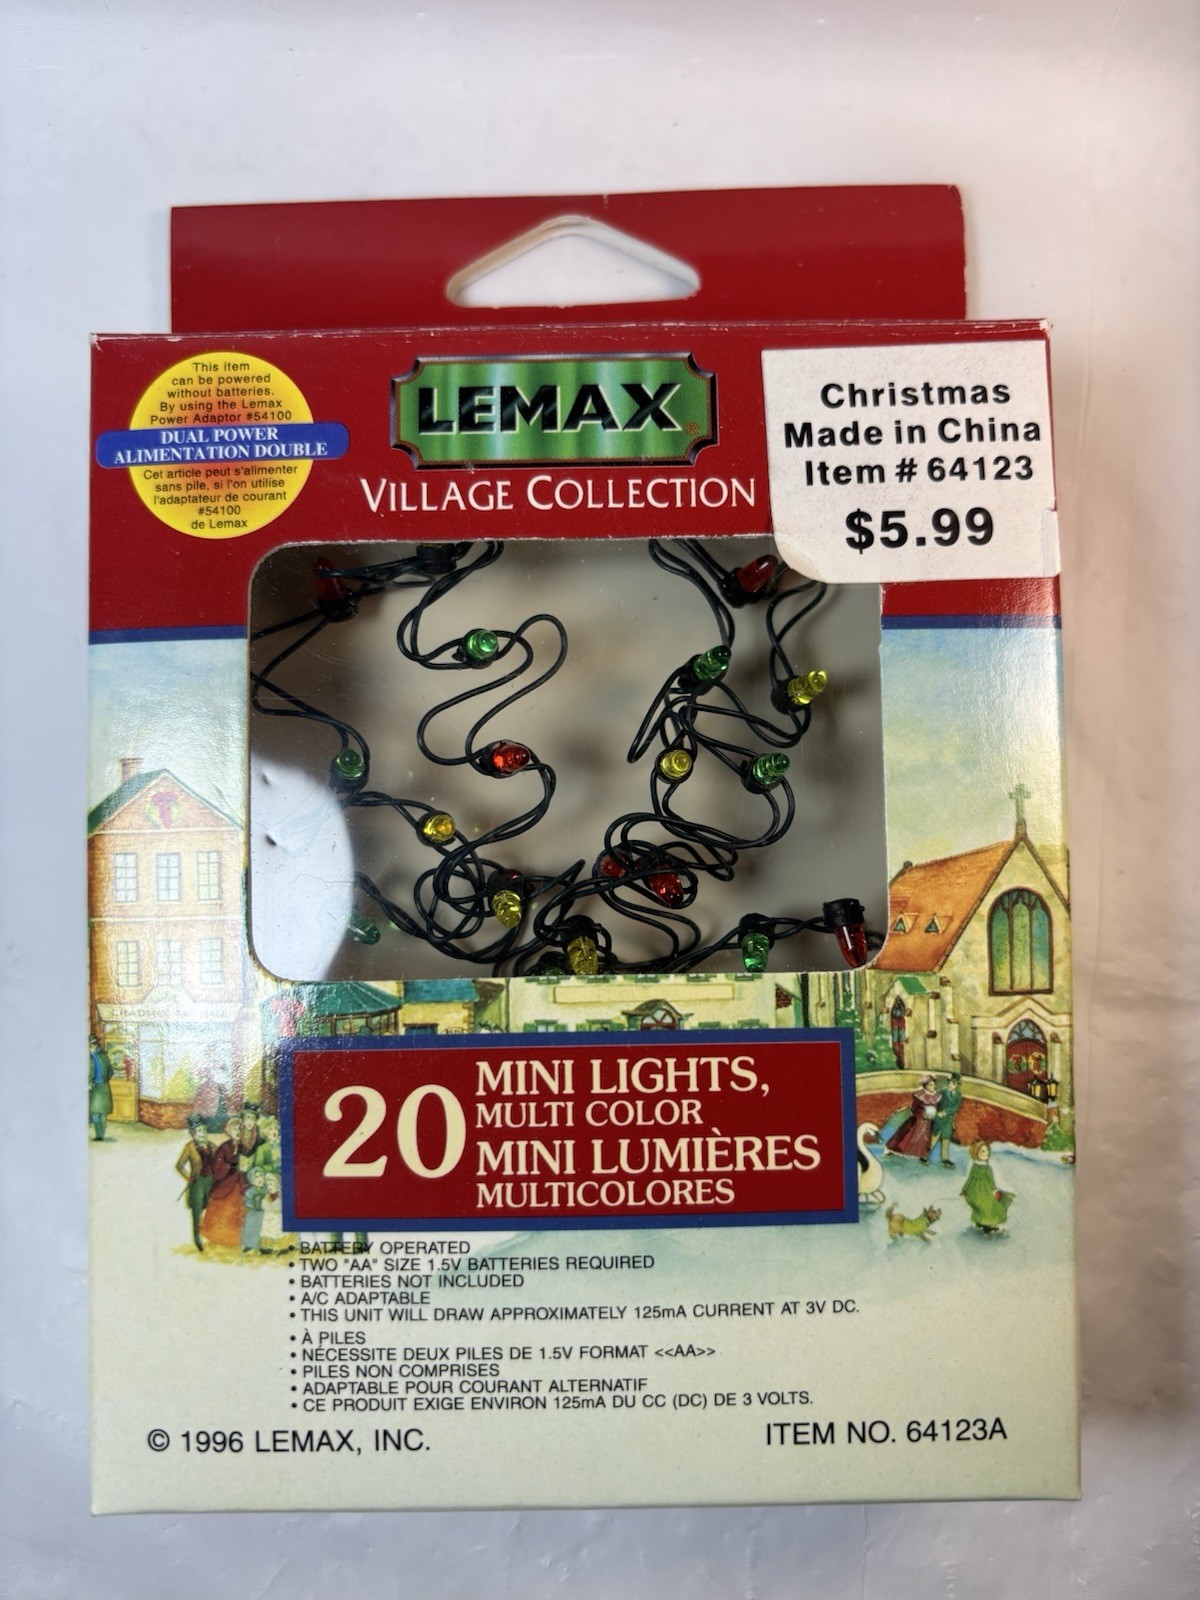 This item
can be powered
without batteries.
By using the Lemax
Power Adaptor #54100
DUAL POWER
ALIMENTATION DOUBLE
Cet article peut s'alimenter
sans pile, si l'on utilise
l'adaptateur de courant
#54100
de Lemax
LEMAX®
VILLAGE COLLECTION
Christmas
Made in China
Item # 64123
$5.99
20
MINI LIGHTS,
MULTI COLOR
MINI LUMIÈRES
MULTICOLORES
• BATTERY OPERATED
• TWO "AA" SIZE 1.5V BATTERIES REQUIRED
• BATTERIES NOT INCLUDED
• A/C ADAPTABLE
• THIS UNIT WILL DRAW APPROXIMATELY 125mA CURRENT AT 3V DC.
• À PILES
• NÉCESSITE DEUX PILES DE 1.5V FORMAT <<AA>>
• PILES NON COMPRISES
• ADAPTABLE POUR COURANT ALTERNATIF
• CE PRODUIT EXIGE ENVIRON 125mA DU CC (DC) DE 3 VOLTS.
© 1996 LEMAX, INC.
ITEM NO. 64123A